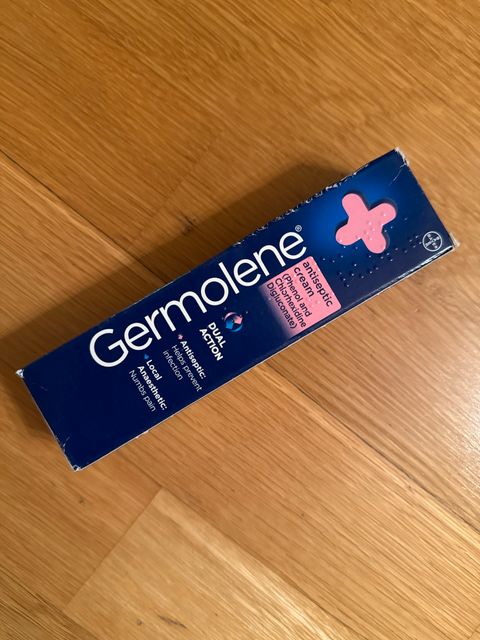 Germolene®
antiseptic
cream
(Phenol and
Chlorhexidine
Digluconate)
DUAL
ACTION
Antiseptic:
Helps prevent
infection
Local
Anaesthetic:
Numbs pain